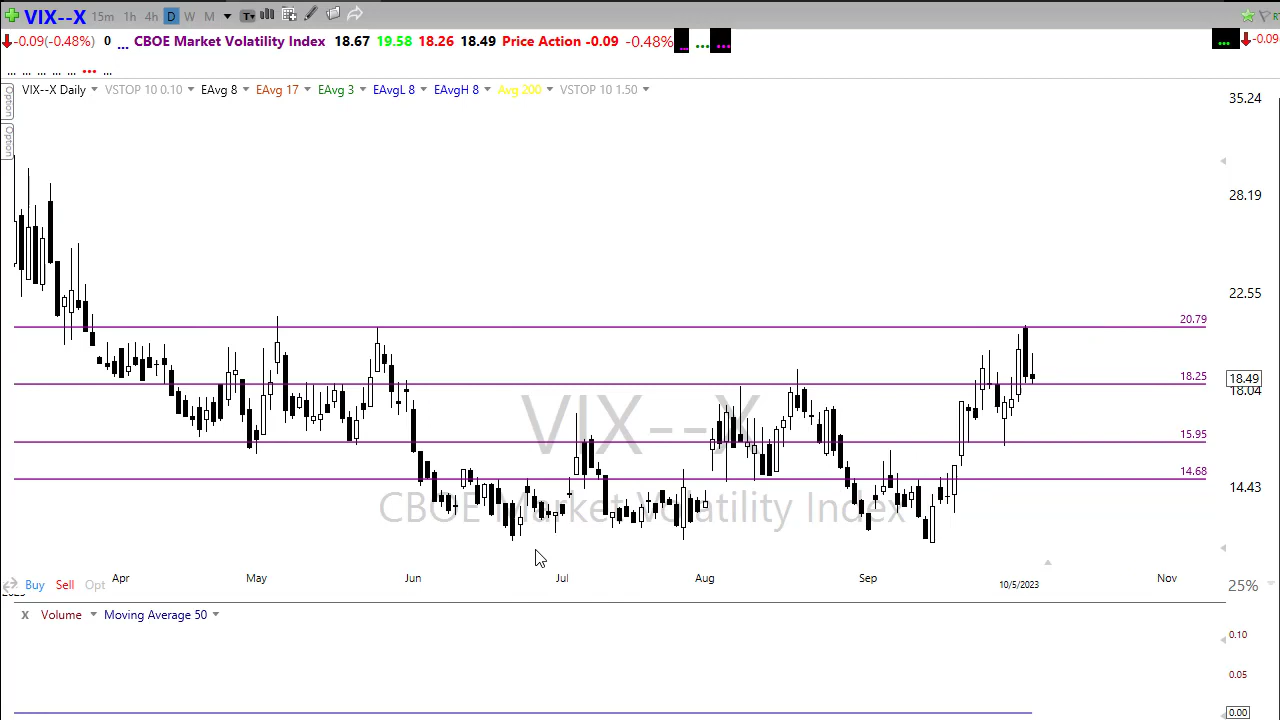 VIX--X 15m 1h 4h D W M T
-0.09(-0.48%) 0 ... CBOE Market Volatility Index 18.67 19.58 18.26 18.49 Price Action -0.09 -0.48% ... ... ... ... -0.09
... ... ... ... ... ... ...
VIX--X Daily VSTOP 10 0.10 EAvg 8 EAvg 17 EAvg 3 EAvgL 8 EAvgH 8 Avg 200 VSTOP 10 1.50
Option
Option
35.24
28.19
22.55
20.79
18.25
18.49
18.04
15.95
14.68
14.43
VIX--X
CBOE Market Volatility Index
Apr May Jun Jul Aug Sep 10/5/2023 Nov
Buy Sell Opt 25%
X Volume Moving Average 50
0.10
0.05
0.00